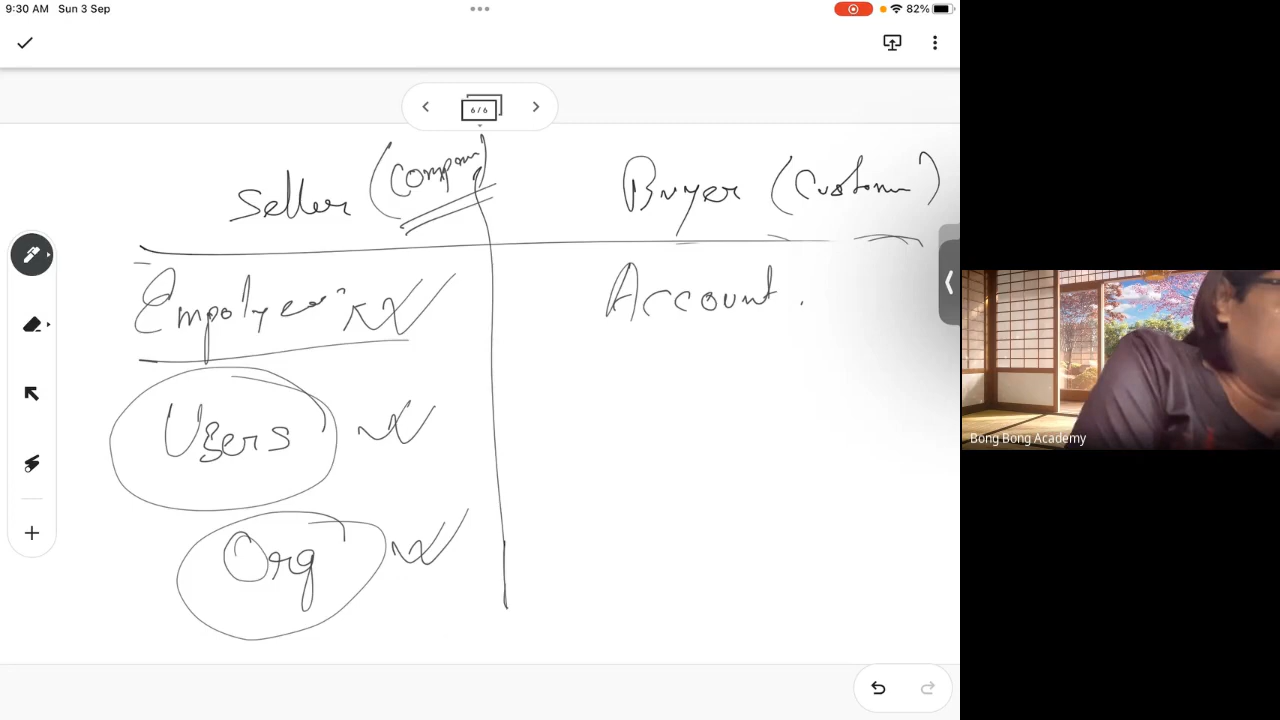 9:30 AM Sun 3 Sep
82%
6/6
Seller (Company) Buyer (Customer)
Empolyees Account.
Users
Org
Bong Bong Academy